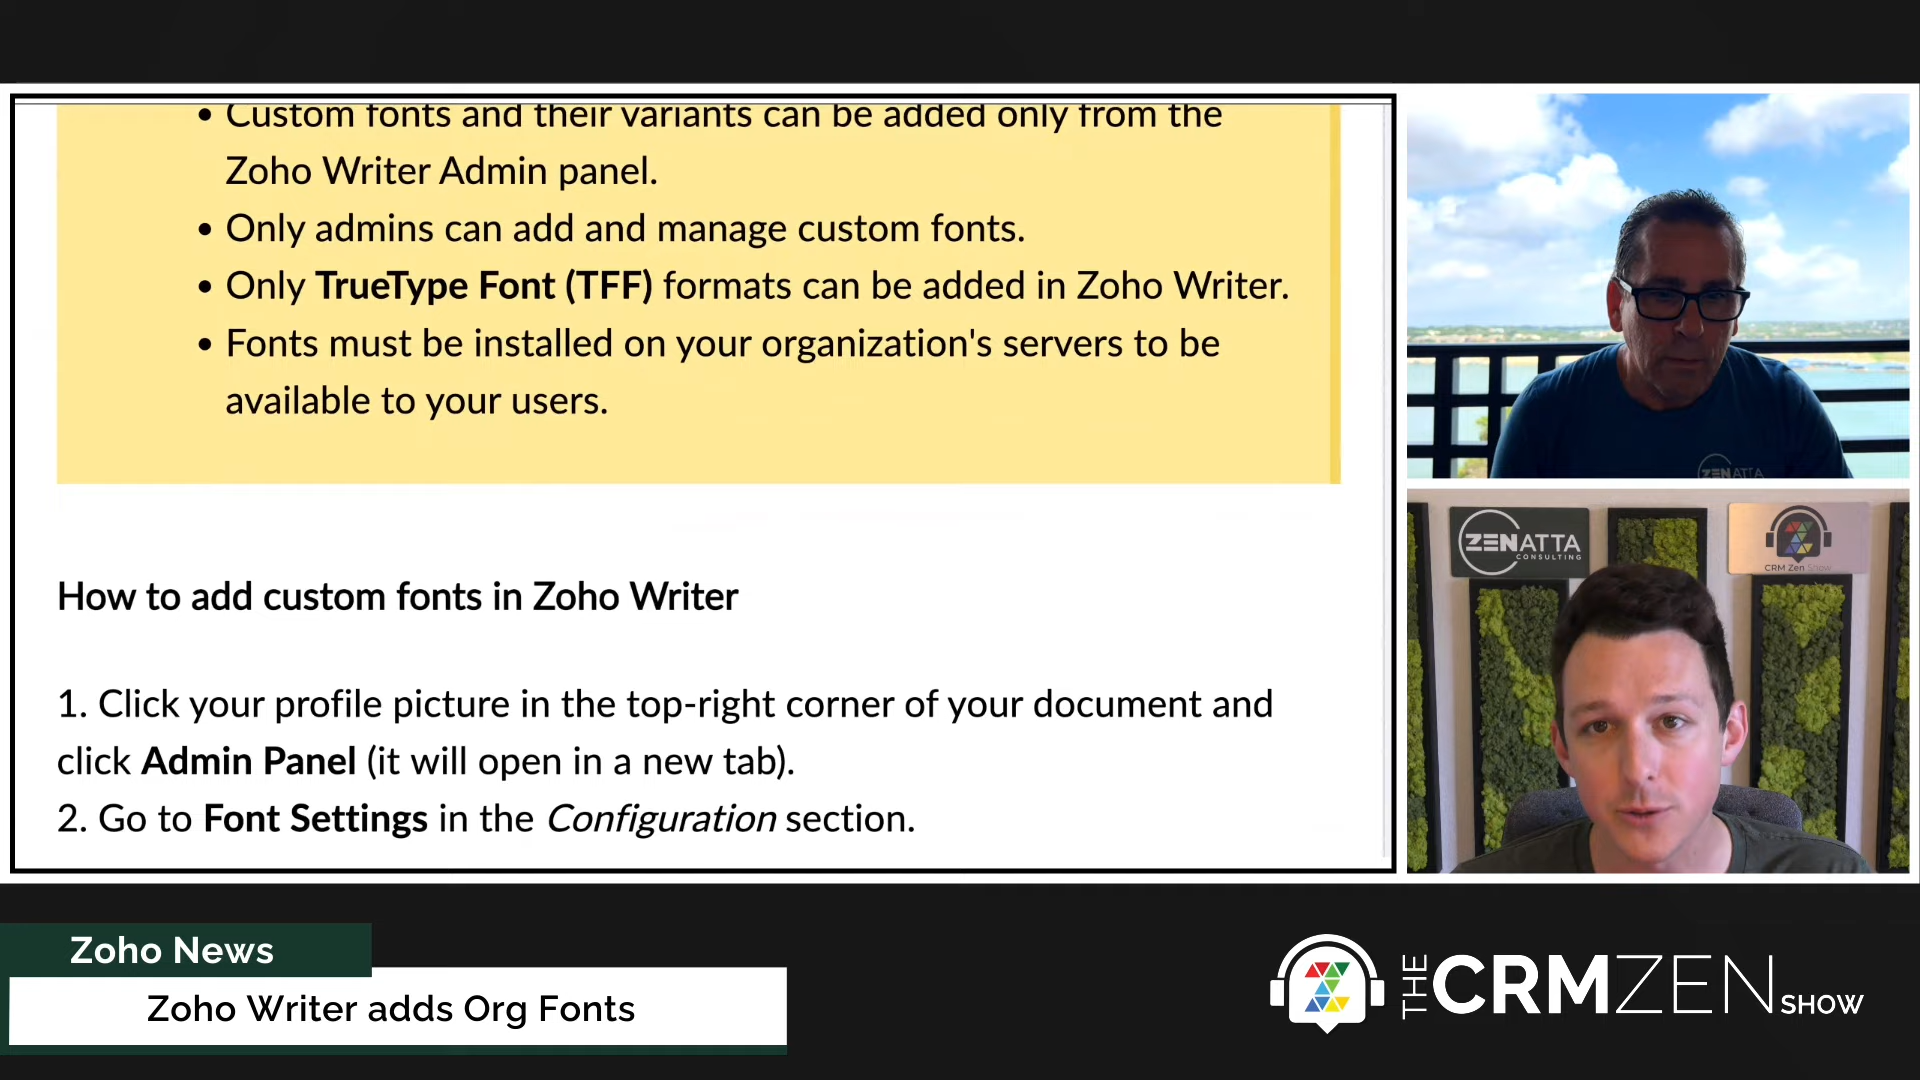 • Custom fonts and their variants can be added only from the
Zoho Writer Admin panel.
• Only admins can add and manage custom fonts.
• Only TrueType Font (TFF) formats can be added in Zoho Writer.
• Fonts must be installed on your organization's servers to be
available to your users.
How to add custom fonts in Zoho Writer
1. Click your profile picture in the top-right corner of your document and
click Admin Panel (it will open in a new tab).
2. Go to Font Settings in the Configuration section.
ZENATTA
ZENATTA
CONSULTING
CRM Zen Show
Zoho News
Zoho Writer adds Org Fonts
THE CRMZEN SHOW